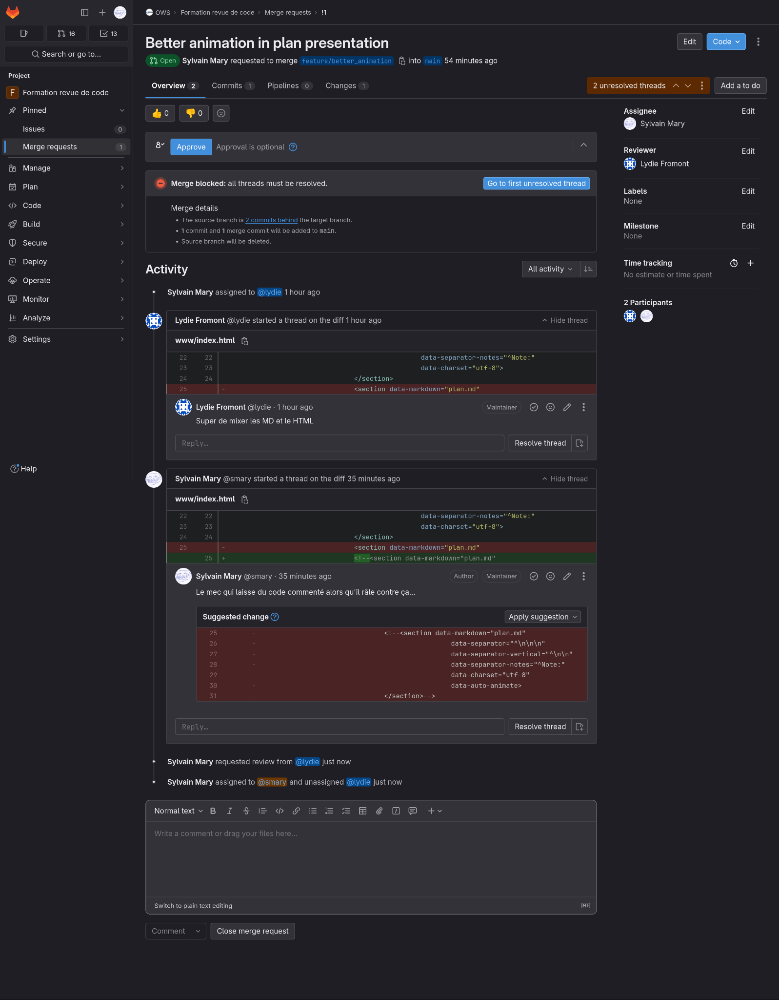 OWS › Formation revue de code › Merge requests › !1
16
13
Search or go to...
Project
F Formation revue de code
Pinned
Issues 0
Merge requests 1
Manage
Plan
Code
Build
Secure
Deploy
Operate
Monitor
Analyze
Settings
Help
Better animation in plan presentation
Edit
Code
Open Sylvain Mary requested to merge feature/better_animation into main 54 minutes ago
Overview 2 Commits 1 Pipelines 0 Changes 1
2 unresolved threads
Add a to do
👍 0 👎 0
Approve Approval is optional
Merge blocked: all threads must be resolved.
Go to first unresolved thread
Merge details
• The source branch is 2 commits behind the target branch.
• 1 commit and 1 merge commit will be added to main.
• Source branch will be deleted.
Activity
All activity
Sylvain Mary assigned to @lydie 1 hour ago
Lydie Fromont @lydie started a thread on the diff 1 hour ago
Hide thread
www/index.html
22 22 data-separator-notes="^Note:"
23 23 data-charset="utf-8">
24 24 </section>
25 - <section data-markdown="plan.md"
Lydie Fromont @lydie · 1 hour ago
Maintainer
Super de mixer les MD et le HTML
Reply…
Resolve thread
Sylvain Mary @smary started a thread on the diff 35 minutes ago
Hide thread
www/index.html
22 22 data-separator-notes="^Note:"
23 23 data-charset="utf-8">
24 24 </section>
25 - <section data-markdown="plan.md"
25 + <!--<section data-markdown="plan.md"
Sylvain Mary @smary · 35 minutes ago
Author Maintainer
Le mec qui laisse du code commenté alors qu'il râle contre ça...
Suggested change
Apply suggestion
25 - <!--<section data-markdown="plan.md"
26 - data-separator="^\n\n\n"
27 - data-separator-vertical="^\n\n"
28 - data-separator-notes="^Note:"
29 - data-charset="utf-8"
30 - data-auto-animate>
31 - </section>-->
Reply…
Resolve thread
Sylvain Mary requested review from @lydie just now
Sylvain Mary assigned to @smary and unassigned @lydie just now
Normal text
Write a comment or drag your files here…
Switch to plain text editing
Comment
Close merge request
Assignee Edit
Sylvain Mary
Reviewer Edit
Lydie Fromont
Labels Edit
None
Milestone Edit
None
Time tracking
No estimate or time spent
2 Participants